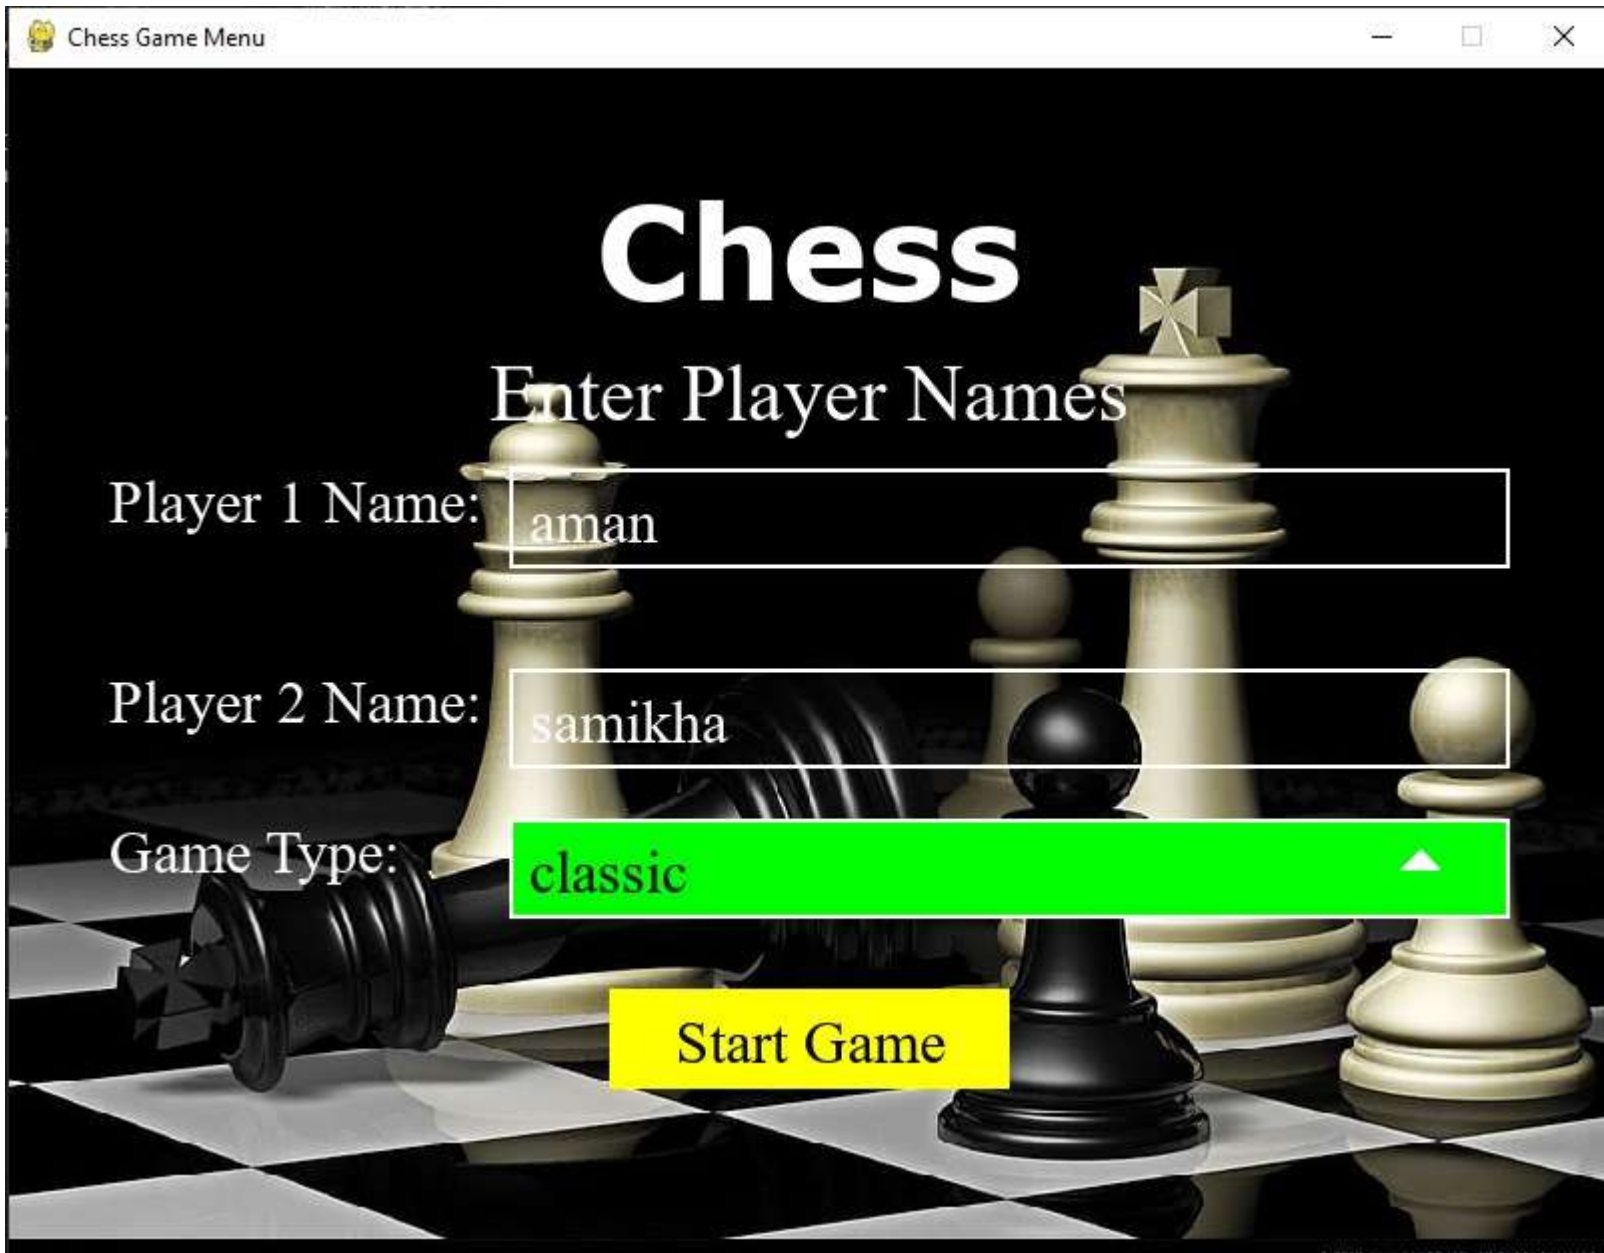 Chess Game Menu
Chess
Enter Player Names
Player 1 Name: aman
Player 2 Name: samikha
Game Type: classic
Start Game